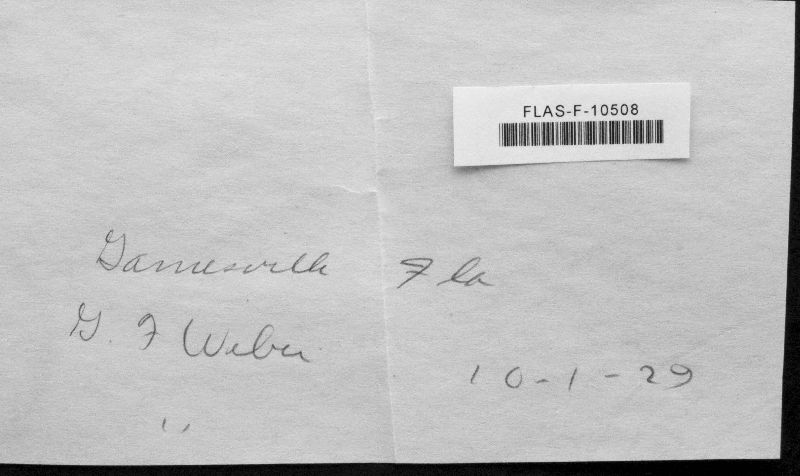 FLAS-F-10508
Gainesville Fla
G. F Weber
10-1-29
"